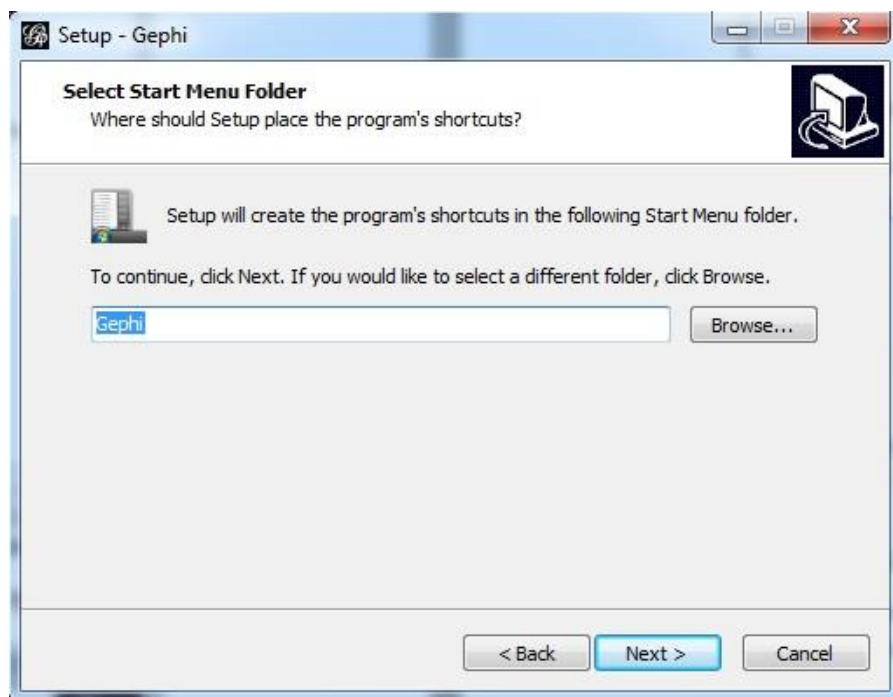 Setup - Gephi
Select Start Menu Folder
Where should Setup place the program's shortcuts?
Setup will create the program's shortcuts in the following Start Menu folder.
To continue, click Next. If you would like to select a different folder, click Browse.
Gephi
Browse...
< Back
Next >
Cancel